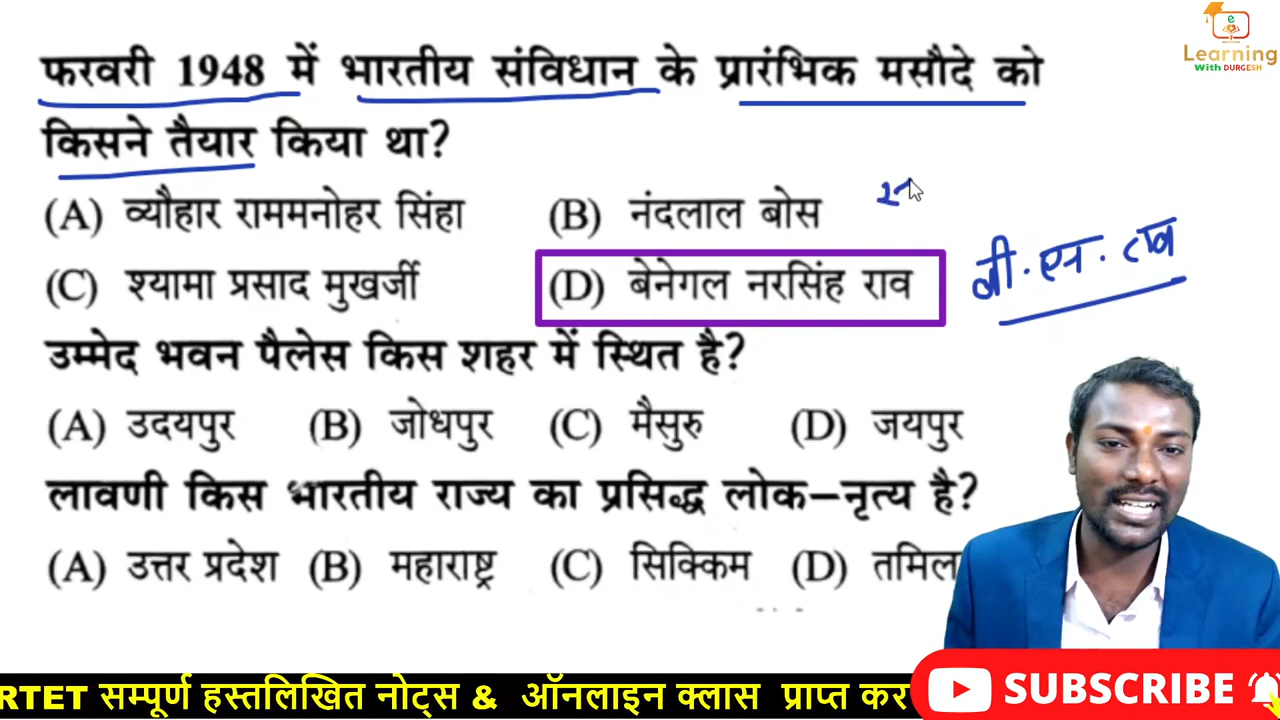 e
Learning
With DURGESH
फरवरी 1948 में भारतीय संविधान के प्रारंभिक मसौदे को
किसने तैयार किया था?
(A) व्यौहार राममनोहर सिंहा (B) नंदलाल बोस
(C) श्यामा प्रसाद मुखर्जी (D) बेनेगल नरसिंह राव
बी. एन. राव
उम्मेद भवन पैलेस किस शहर में स्थित है?
(A) उदयपुर (B) जोधपुर (C) मैसुरु (D) जयपुर
लावणी किस भारतीय राज्य का प्रसिद्ध लोक–नृत्य है?
(A) उत्तर प्रदेश (B) महाराष्ट्र (C) सिक्किम (D) तमिल
RTET सम्पूर्ण हस्तलिखित नोट्स & ऑनलाइन क्लास प्राप्त कर
SUBSCRIBE